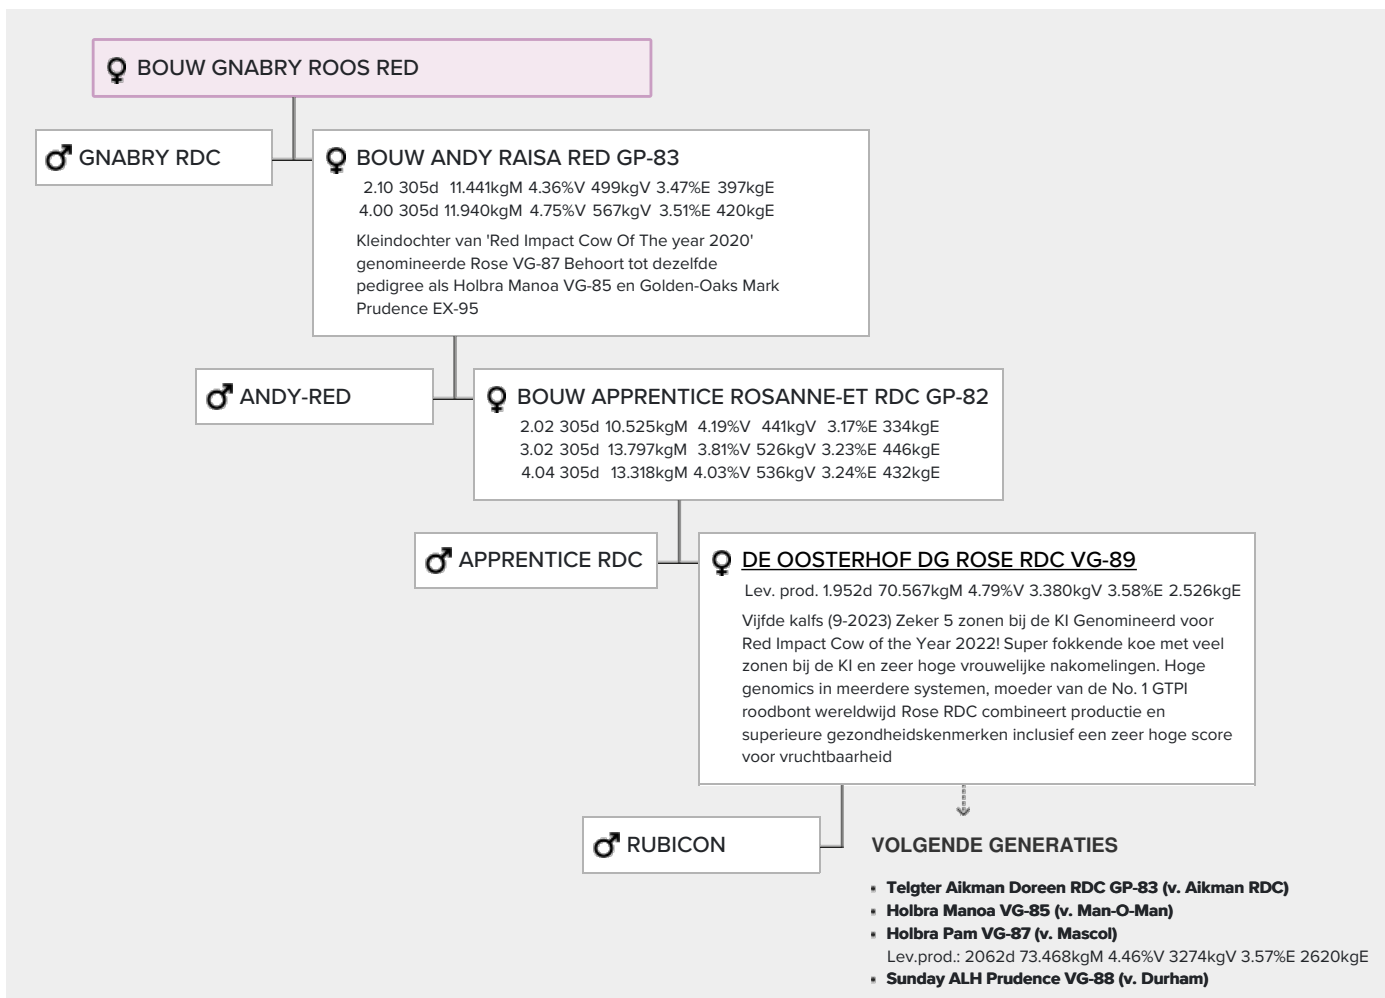 BOUW GNABRY ROOS RED
GNABRY RDC
BOUW ANDY RAISA RED GP-83
2.10 305d 11.441kgM 4.36%V 499kgV 3.47%E 397kgE
4.00 305d 11.940kgM 4.75%V 567kgV 3.51%E 420kgE
Kleindochter van 'Red Impact Cow Of The year 2020'
genomineerde Rose VG-87 Behoort tot dezelfde
pedigree als Holbra Manoa VG-85 en Golden-Oaks Mark
Prudence EX-95
ANDY-RED
BOUW APPRENTICE ROSANNE-ET RDC GP-82
2.02 305d 10.525kgM 4.19%V 441kgV 3.17%E 334kgE
3.02 305d 13.797kgM 3.81%V 526kgV 3.23%E 446kgE
4.04 305d 13.318kgM 4.03%V 536kgV 3.24%E 432kgE
APPRENTICE RDC
DE OOSTERHOF DG ROSE RDC VG-89
Lev. prod. 1.952d 70.567kgM 4.79%V 3.380kgV 3.58%E 2.526kgE
Vijfde kalfs (9-2023) Zeker 5 zonen bij de KI Genomineerd voor
Red Impact Cow of the Year 2022! Super fokkende koe met veel
zonen bij de KI en zeer hoge vrouwelijke nakomelingen. Hoge
genomics in meerdere systemen, moeder van de No. 1 GTPI
roodbont wereldwijd Rose RDC combineert productie en
superieure gezondheidskenmerken inclusief een zeer hoge score
voor vruchtbaarheid
RUBICON
VOLGENDE GENERATIES
Telgter Aikman Doreen RDC GP-83 (v. Aikman RDC)
Holbra Manoa VG-85 (v. Man-O-Man)
Holbra Pam VG-87 (v. Mascol)
Lev.prod.: 2062d 73.468kgM 4.46%V 3274kgV 3.57%E 2620kgE
Sunday ALH Prudence VG-88 (v. Durham)